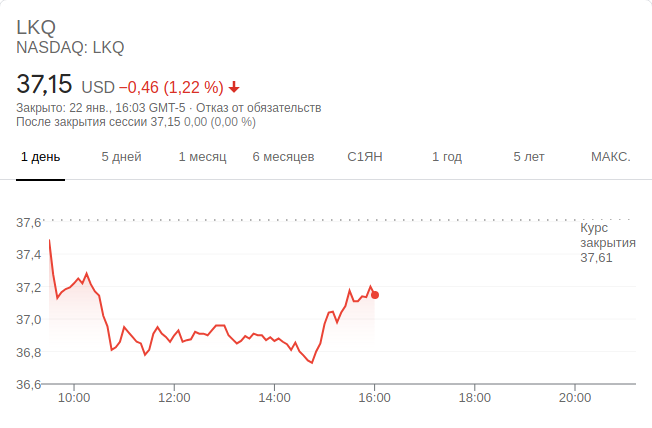 LKQ
NASDAQ: LKQ
37,15 USD −0,46 (1,22 %)
Закрыто: 22 янв., 16:03 GMT-5 · Отказ от обязательств
После закрытия сессии 37,15 0,00 (0,00 %)
1 день 5 дней 1 месяц 6 месяцев С1ЯН 1 год 5 лет МАКС.
37,6
Курс
закрытия
37,61
37,4
37,2
37,0
36,8
36,6
10:00 12:00 14:00 16:00 18:00 20:00